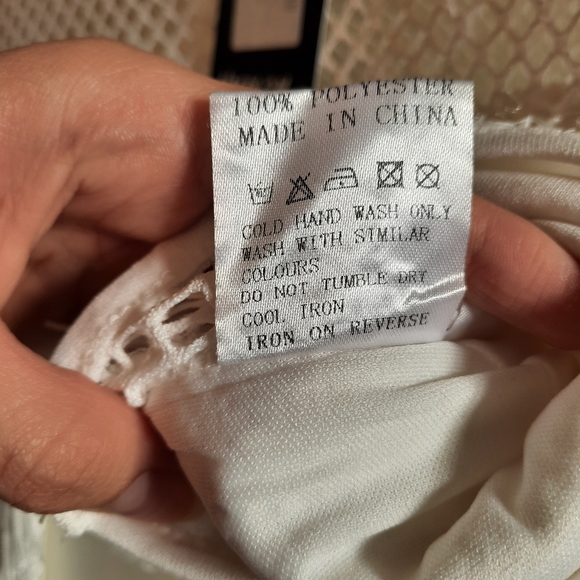 100% POLYESTER
MADE IN CHINA
COLD HAND WASH ONLY
WASH WITH SIMILAR
COLOURS
DO NOT TUMBLE DRY
COOL IRON
IRON ON REVERSE